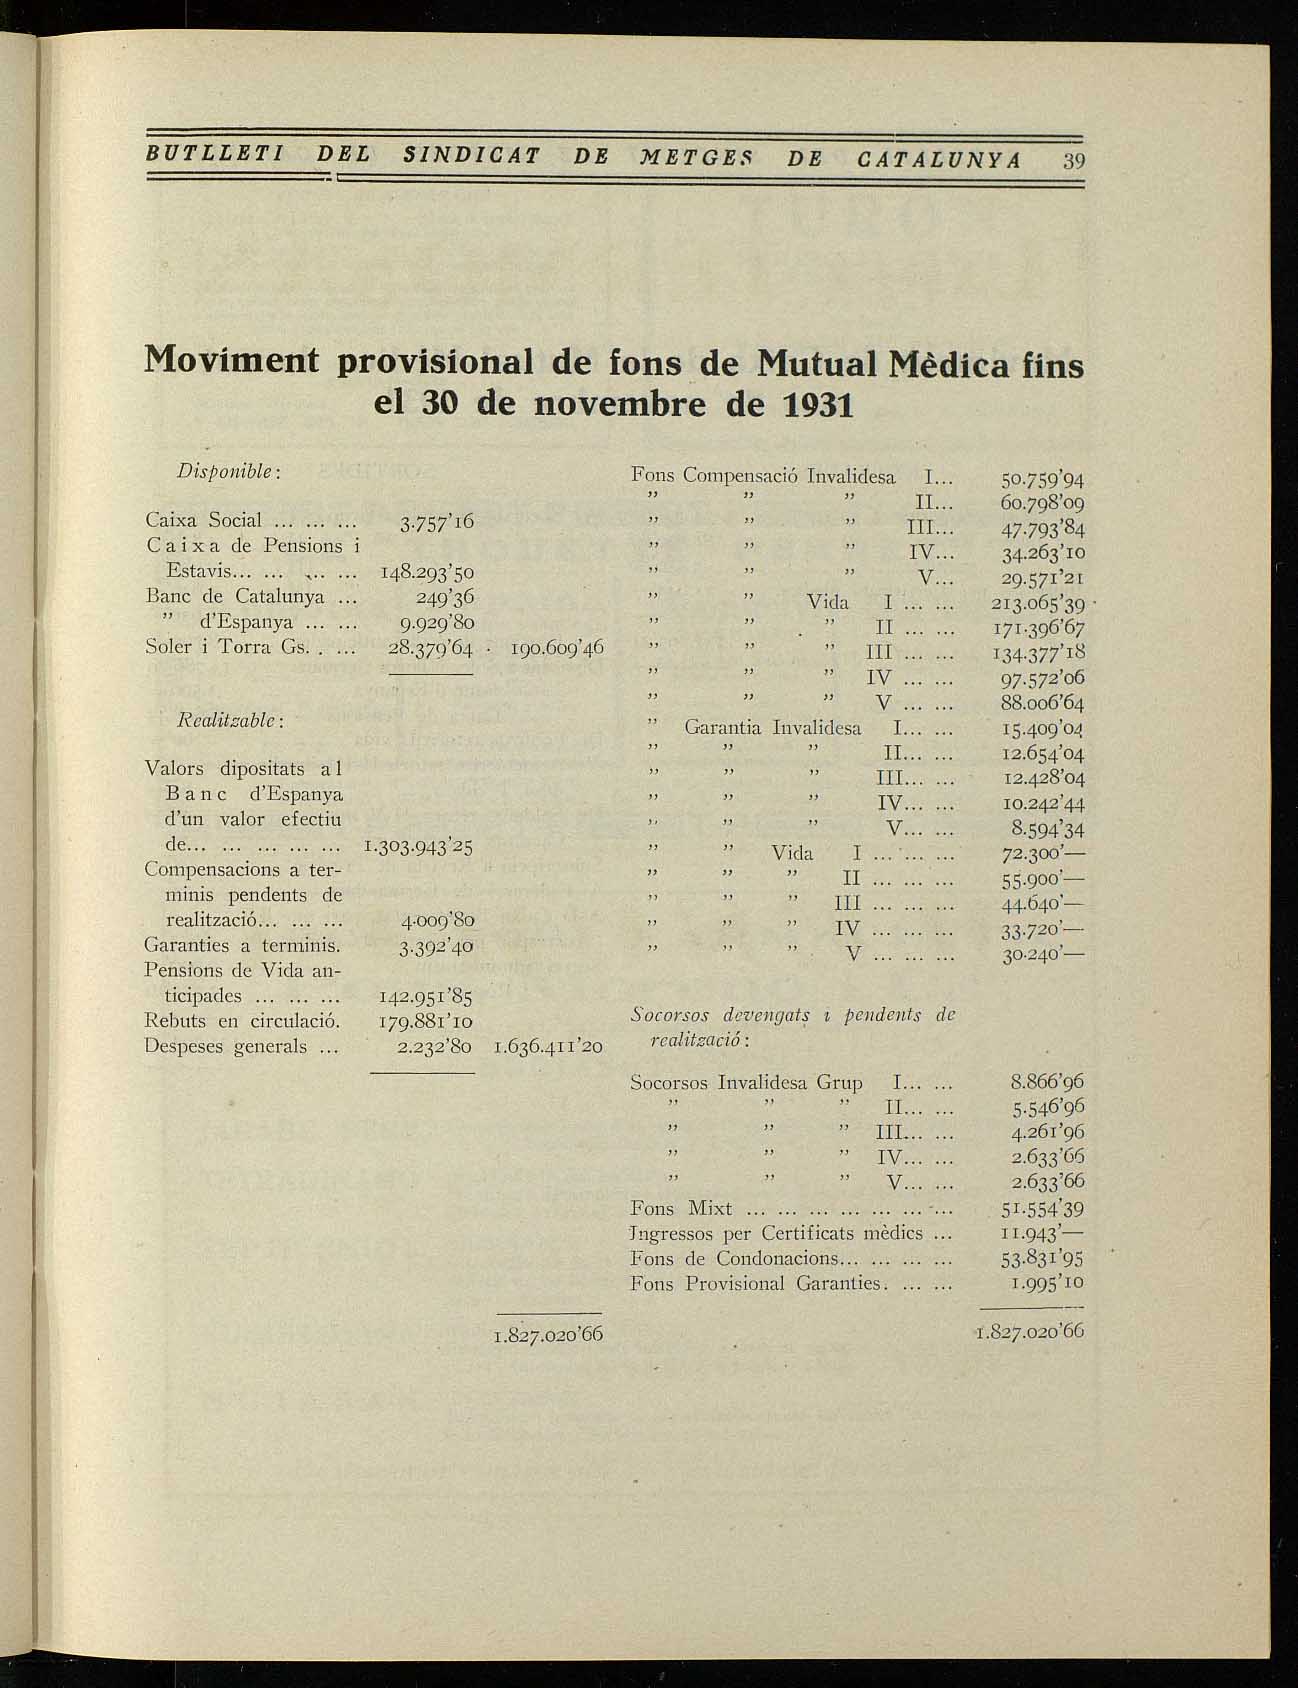 BUTLLETI DEL SINDICAT DE METGES DE CATALUNYA 39
Moviment provisional de fons de Mutual Mèdica fins
el 30 de novembre de 1931
Disponible :
Caixa Social ... ... ... 3.757'16
Caixa de Pensions i
Estavis... ... ... ... 148.293'50
Banc de Catalunya ... 249'36
" d'Espanya ... ... 9.929'80
Soler i Torra Gs. . ... 28.379'64 190.609'46
Realitzable :
Valors dipositats al
Banc d'Espanya
d'un valor efectiu
de... ... ... ... ... 1.303.943'25
Compensacions a ter-
minis pendents de
realització... ... ... 4.009'80
Garanties a terminis. 3.392'40
Pensions de Vida an-
ticipades ... ... ... 142.951'85
Rebuts en circulació. 179.881'10
Despeses generals ... 2.232'80 1.636.411'20
1.827.020'66
Fons Compensació Invalidesa I... 50.759'94
" " " II... 60.798'09
" " " III... 47.793'84
" " " IV... 34.263'10
" " " V... 29.571'21
" " Vida I ... ... 213.065'39
" " " II ... ... 171.396'67
" " " III ... ... 134.377'18
" " " IV ... ... 97.572'06
" " " V ... ... 88.006'64
" Garantia Invalidesa I... ... 15.409'04
" " " II... ... 12.654'04
" " " III... ... 12.428'04
" " " IV... ... 10.242'44
" " " V... ... 8.594'34
" " Vida I ... ... ... 72.300'—
" " " II ... ... ... 55.900'—
" " " III ... ... ... 44.640'—
" " " IV ... ... ... 33.720'—
" " " V ... ... ... 30.240'—
Socorsos devengats i pendents de
realització :
Socorsos Invalidesa Grup I... ... 8.866'96
" " " II... ... 5.546'96
" " " III... ... 4.261'96
" " " IV... ... 2.633'66
" " " V... ... 2.633'66
Fons Mixt ... ... ... ... ... ... ... 51.554'39
Ingressos per Certificats mèdics ... 11.943'—
Fons de Condonacions... ... ... ... 53.831'95
Fons Provisional Garanties. ... ... 1.995'10
1.827.020'66